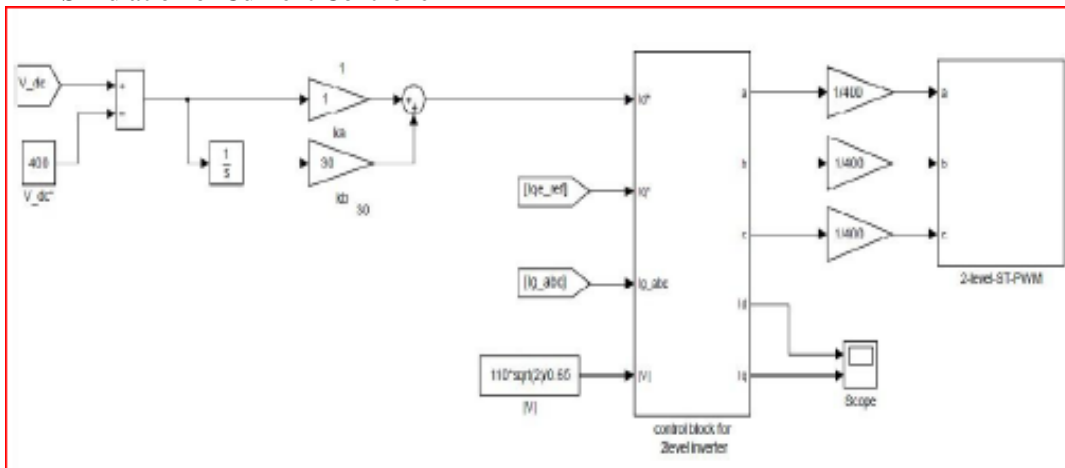 V_dc
400
V_dc*
1
s
1
1
ka
30
kb
30
[Iqe_ref]
[Ig_abc]
110*sqrt(2)/0.65
|V|
Id*
Iq*
Ig_abc
|V|
a
b
c
Id
Iq
control block for
2level inverter
1/400
1/400
1/400
a
b
c
2-level-ST-PWM
Scope